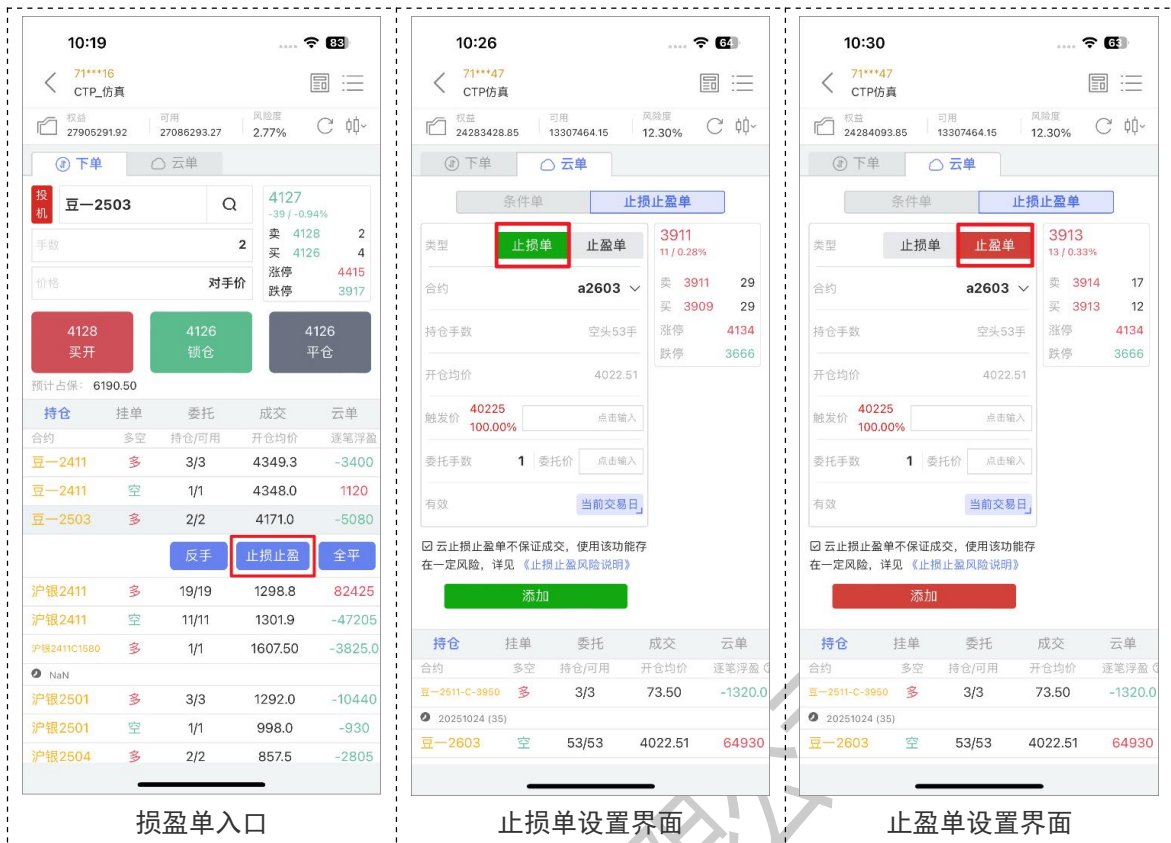 10:19
83
71***16
CTP_仿真
权益
27905291.92
可用
27086293.27
风险度
2.77%
下单
云单
投机
豆一2503
手数
2
价格
对手价
4127
-39 / -0.94%
卖 4128 2
买 4126 4
涨停 4415
跌停 3917
4128
买开
4126
锁仓
4126
平仓
预计占保: 6190.50
持仓 挂单 委托 成交 云单
合约 多空 持仓/可用 开仓均价 逐笔浮盈
豆一2411 多 3/3 4349.3 -3400
豆一2411 空 1/1 4348.0 1120
豆一2503 多 2/2 4171.0 -5080
反手 止损止盈 全平
沪银2411 多 19/19 1298.8 82425
沪银2411 空 11/11 1301.9 -47205
沪银2411C1580 多 1/1 1607.50 -3825.0
NaN
沪银2501 多 3/3 1292.0 -10440
沪银2501 空 1/1 998.0 -930
沪银2504 多 2/2 857.5 -2805
损盈单入口
10:26
64
71***47
CTP仿真
权益
24283428.85
可用
13307464.15
风险度
12.30%
下单
云单
条件单 止损止盈单
类型 止损单 止盈单
合约 a2603
持仓手数 空头53手
开仓均价 4022.51
触发价 40225 100.00% 点击输入
委托手数 1 委托价 点击输入
有效 当前交易日
3911
11 / 0.28%
卖 3911 29
买 3909 29
涨停 4134
跌停 3666
云止损止盈单不保证成交，使用该功能存
在一定风险，详见《止损止盈风险说明》
添加
持仓 挂单 委托 成交 云单
合约 多空 持仓/可用 开仓均价 逐笔浮盈
豆一2511-C-3950 多 3/3 73.50 -1320.0
20251024 (35)
豆一2603 空 53/53 4022.51 64930
止损单设置界面
10:30
63
71***47
CTP仿真
权益
24284093.85
可用
13307464.15
风险度
12.30%
下单
云单
条件单 止损止盈单
类型 止损单 止盈单
合约 a2603
持仓手数 空头53手
开仓均价 4022.51
触发价 40225 100.00% 点击输入
委托手数 1 委托价 点击输入
有效 当前交易日
3913
13 / 0.33%
卖 3914 17
买 3913 12
涨停 4134
跌停 3666
云止损止盈单不保证成交，使用该功能存
在一定风险，详见《止损止盈风险说明》
添加
持仓 挂单 委托 成交 云单
合约 多空 持仓/可用 开仓均价 逐笔浮盈
豆一2511-C-3950 多 3/3 73.50 -1320.0
20251024 (35)
豆一2603 空 53/53 4022.51 64930
止盈单设置界面